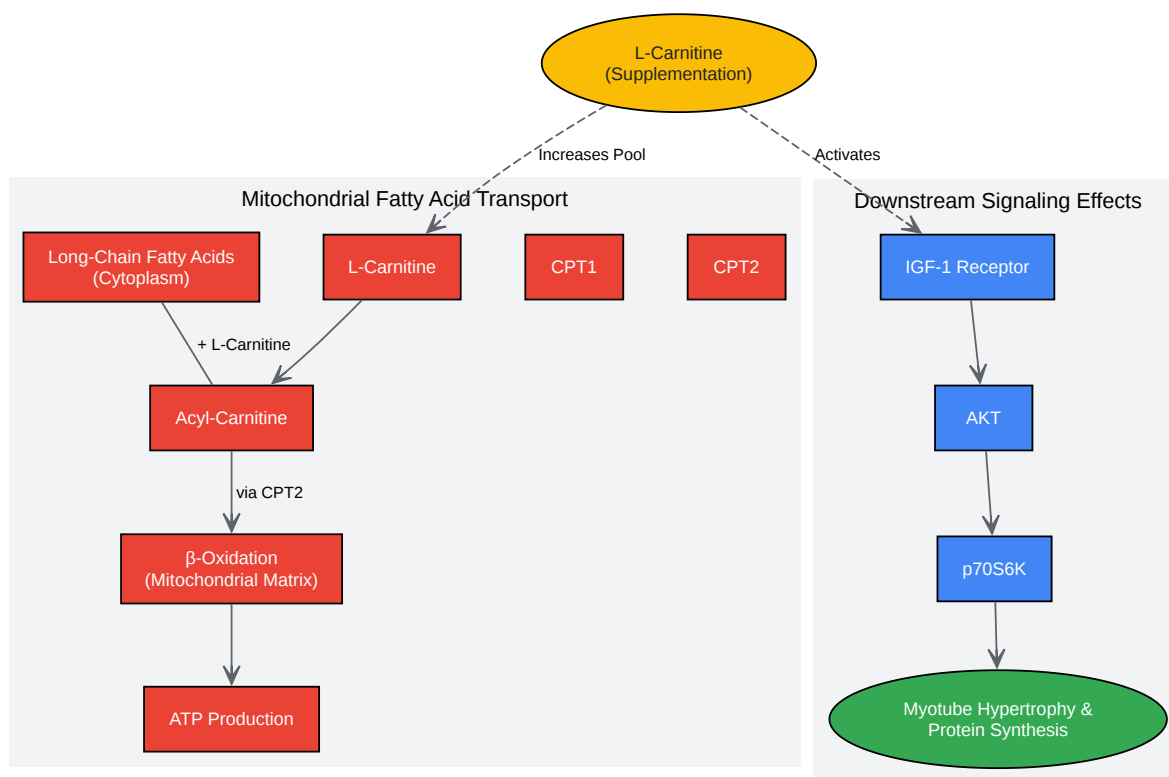 L-Carnitine
(Supplementation)
Increases Pool
Activates
Mitochondrial Fatty Acid Transport
Downstream Signaling Effects
Long-Chain Fatty Acids
(Cytoplasm)
L-Carnitine
CPT1
CPT2
IGF-1 Receptor
+ L-Carnitine
Acyl-Carnitine
AKT
via CPT2
β-Oxidation
(Mitochondrial Matrix)
p70S6K
ATP Production
Myotube Hypertrophy &
Protein Synthesis